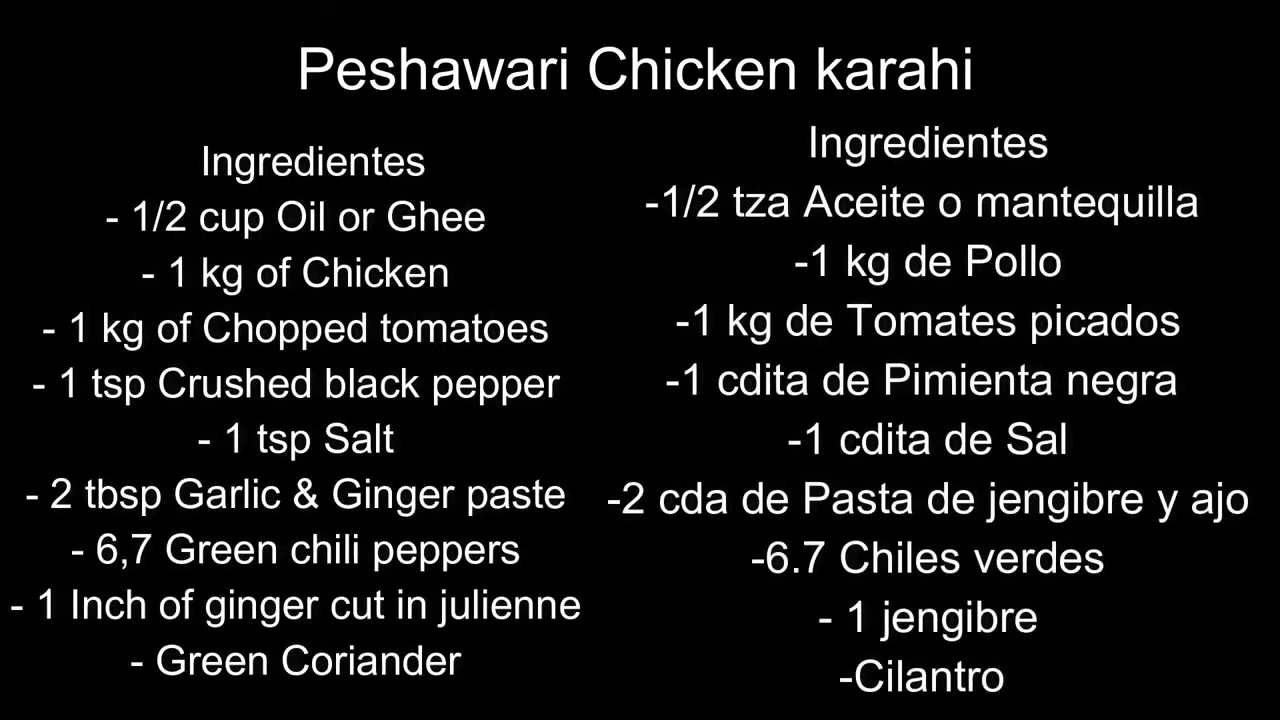 Peshawari Chicken karahi
Ingredientes
- 1/2 cup Oil or Ghee
- 1 kg of Chicken
- 1 kg of Chopped tomatoes
- 1 tsp Crushed black pepper
- 1 tsp Salt
- 2 tbsp Garlic & Ginger paste
- 6,7 Green chili peppers
- 1 Inch of ginger cut in julienne
- Green Coriander
Ingredientes
-1/2 tza Aceite o mantequilla
-1 kg de Pollo
-1 kg de Tomates picados
-1 cdita de Pimienta negra
-1 cdita de Sal
-2 cda de Pasta de jengibre y ajo
-6.7 Chiles verdes
- 1 jengibre
-Cilantro